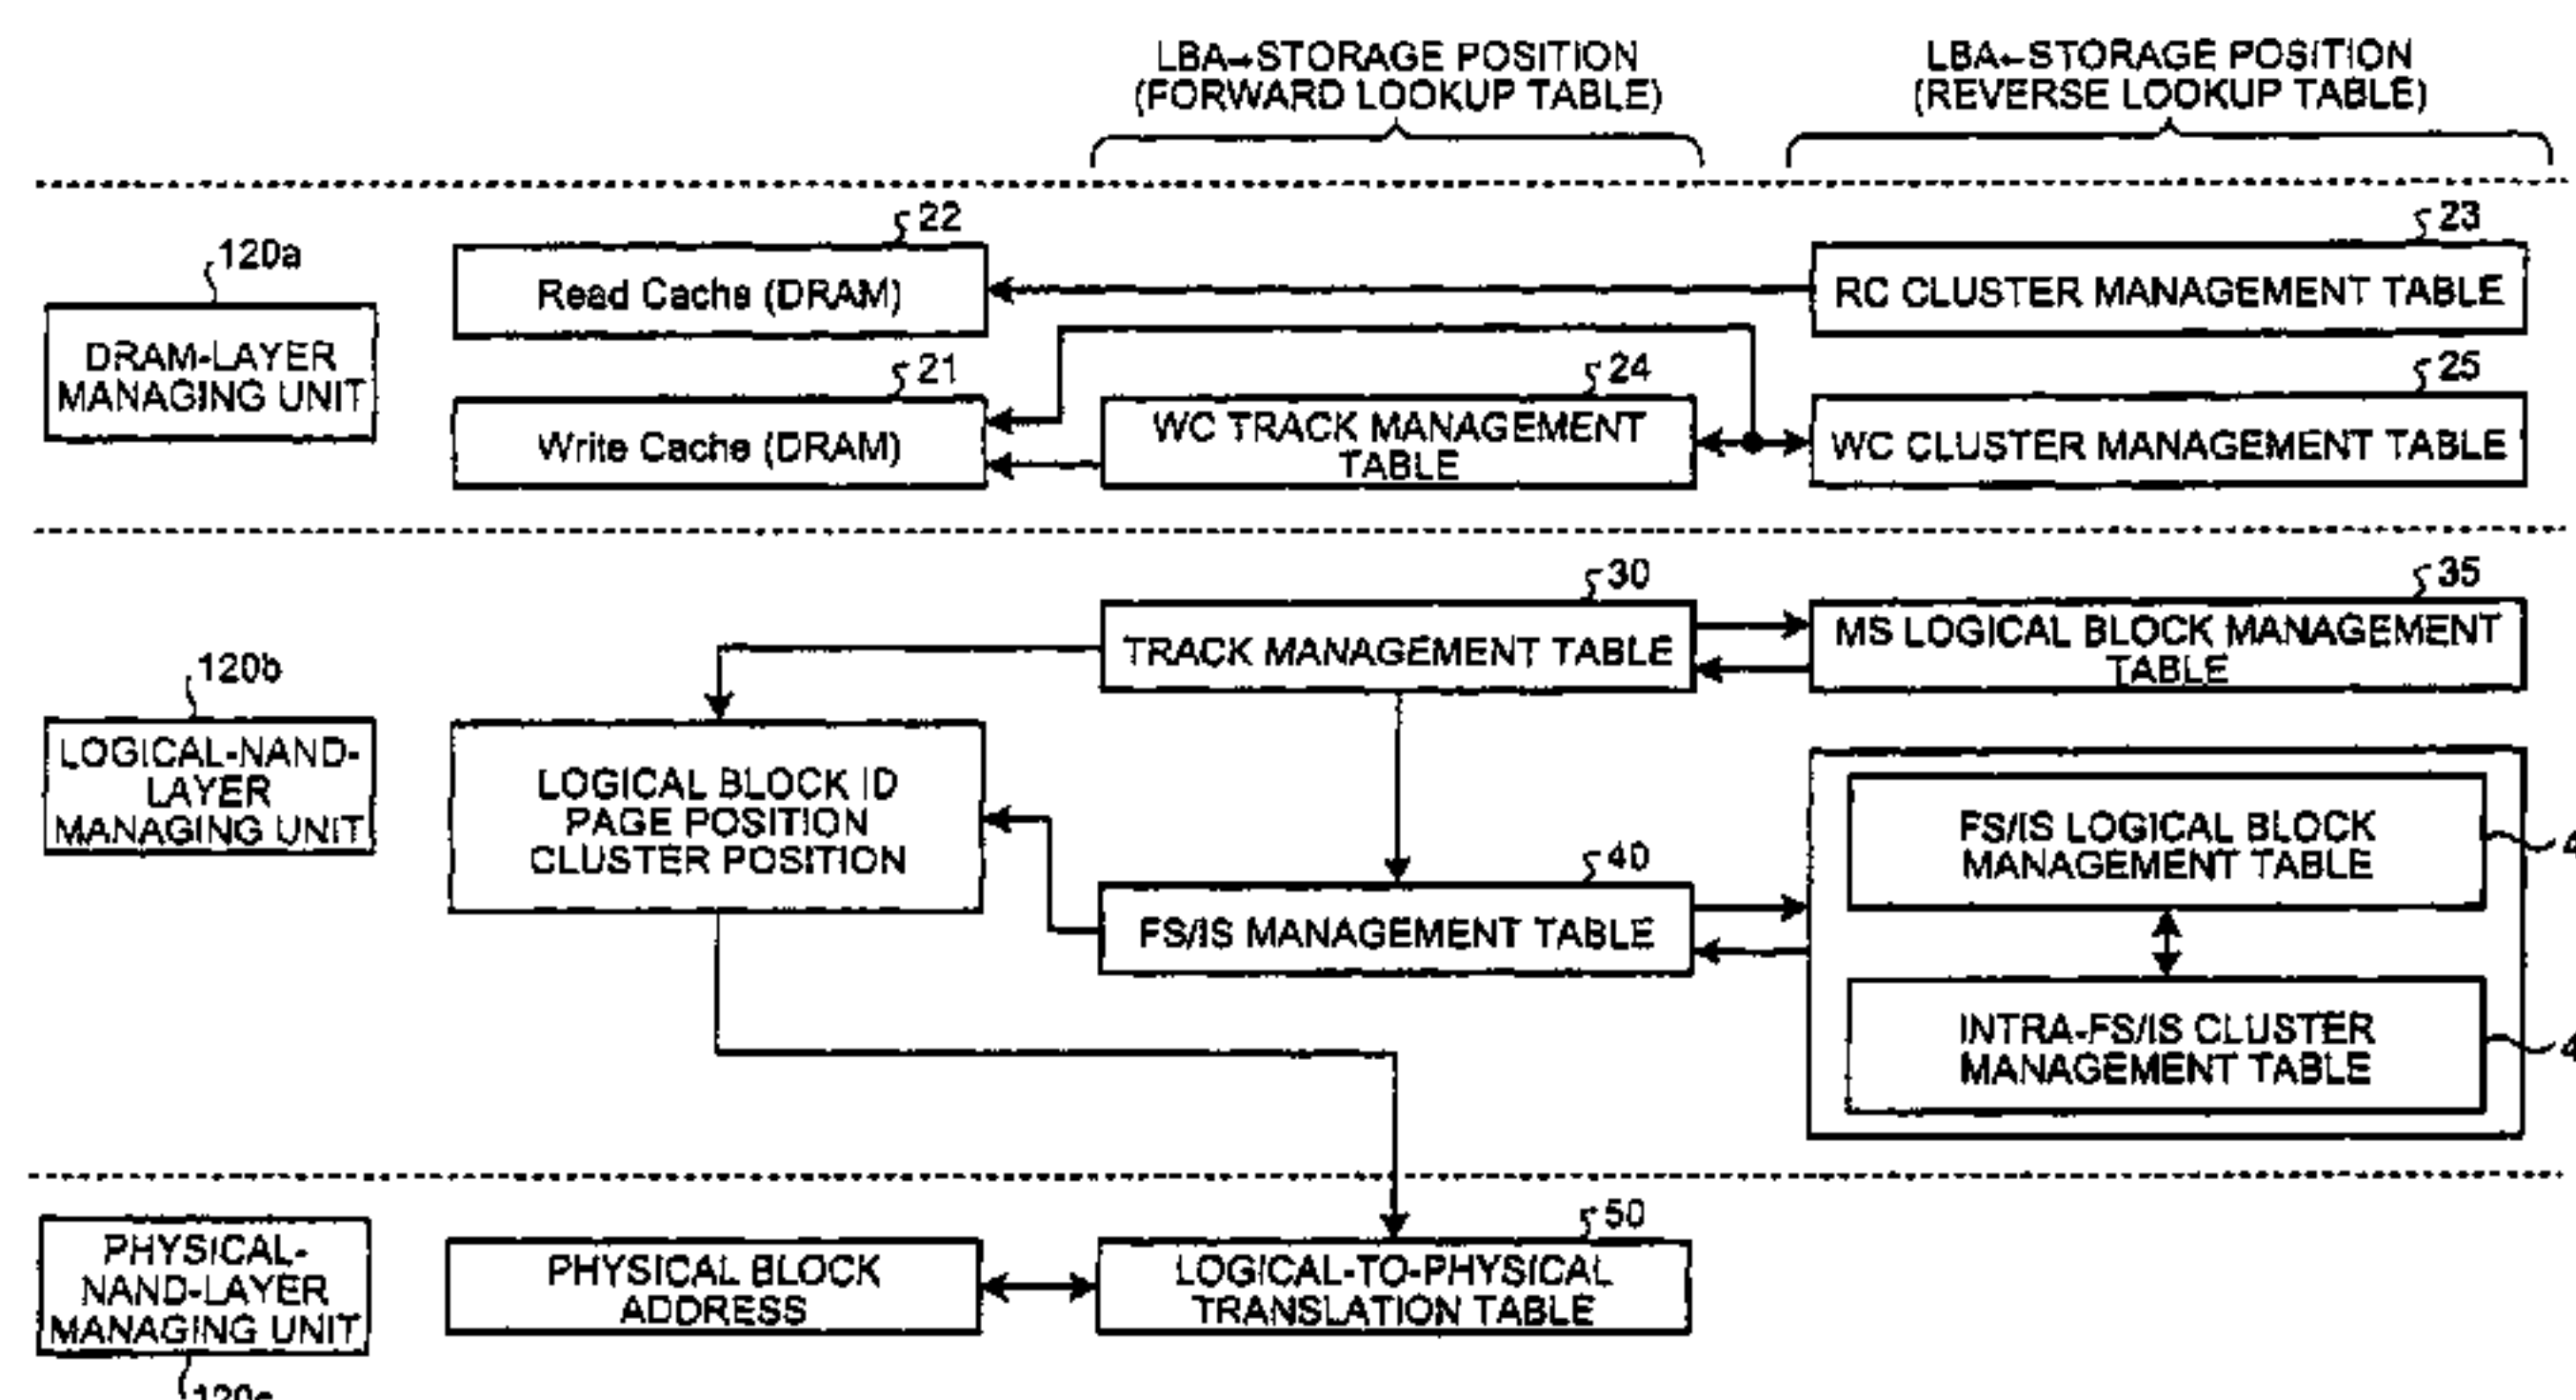 LBA→STORAGE POSITION
(FORWARD LOOKUP TABLE)
LBA←STORAGE POSITION
(REVERSE LOOKUP TABLE)
120a
DRAM-LAYER
MANAGING UNIT
22
Read Cache (DRAM)
23
RC CLUSTER MANAGEMENT TABLE
21
Write Cache (DRAM)
24
WC TRACK MANAGEMENT
TABLE
25
WC CLUSTER MANAGEMENT TABLE
120b
LOGICAL-NAND-
LAYER
MANAGING UNIT
30
TRACK MANAGEMENT TABLE
35
MS LOGICAL BLOCK MANAGEMENT
TABLE
LOGICAL BLOCK ID
PAGE POSITION
CLUSTER POSITION
40
FS/IS MANAGEMENT TABLE
FS/IS LOGICAL BLOCK
MANAGEMENT TABLE
INTRA-FS/IS CLUSTER
MANAGEMENT TABLE
PHYSICAL-
NAND-LAYER
MANAGING UNIT
120c
PHYSICAL BLOCK
ADDRESS
50
LOGICAL-TO-PHYSICAL
TRANSLATION TABLE